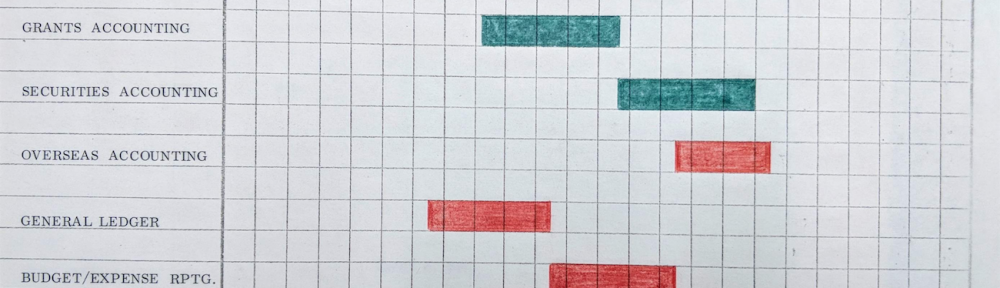 GRANTS ACCOUNTING
SECURITIES ACCOUNTING
OVERSEAS ACCOUNTING
GENERAL LEDGER
BUDGET/EXPENSE RPTG.